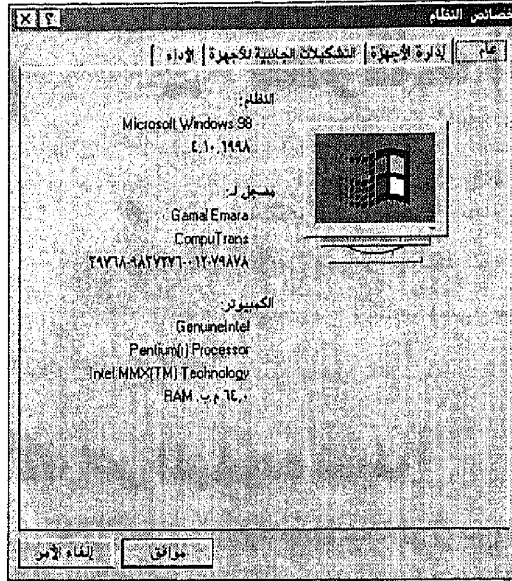 خصائص النظام
عام
إدارة الأجهزة
التشكيلات الجانبية للأجهزة
الأداء
النظام:
Microsoft Windows 98
٤,١٠,١٩٩٨
مسجل لـ:
Gamal Emara
CompuTrans
الكمبيوتر:
GenuineIntel
Pentium(r) Processor
Intel MMX(TM) Technology
٦٤,٠ م ب. RAM
موافق
إلغاء الأمر